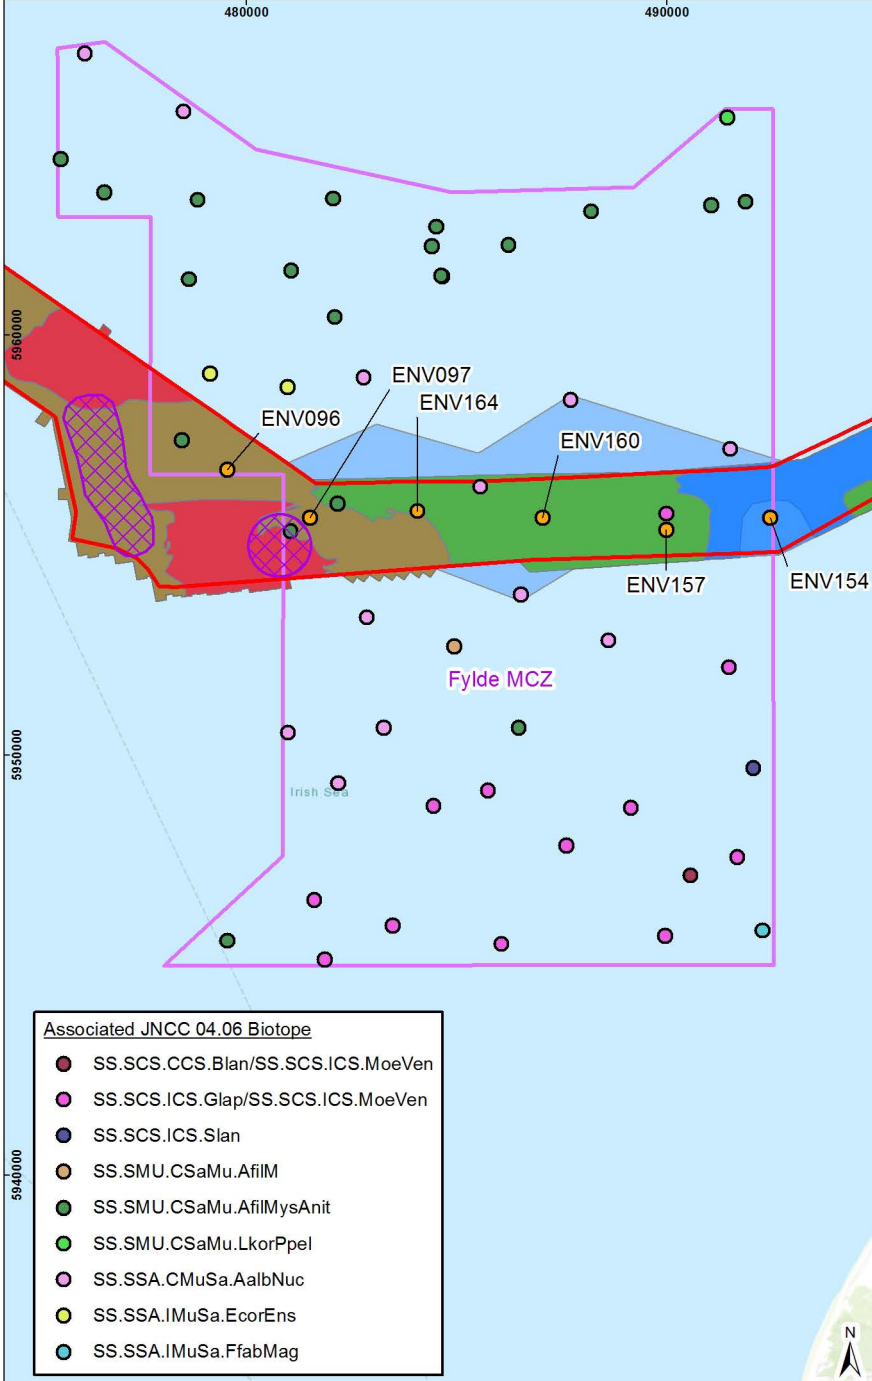 480000
490000
5960000
ENV097
ENV096
ENV164
ENV160
ENV157
ENV154
Fylde MCZ
5950000
Irish Sea
Associated JNCC 04.06 Biotope
SS.SCS.CCS.Blan/SS.SCS.ICS.MoeVen
SS.SCS.ICS.Glap/SS.SCS.ICS.MoeVen
SS.SCS.ICS.Slan
SS.SMU.CSaMu.AfilM
5940000
SS.SMU.CSaMu.AfilMysAnit
SS.SMU.CSaMu.LkorPpel
SS.SSA.CMuSa.AalbNuc
SS.SSA.IMuSa.EcorEns
SS.SSA.IMuSa.FfabMag
N